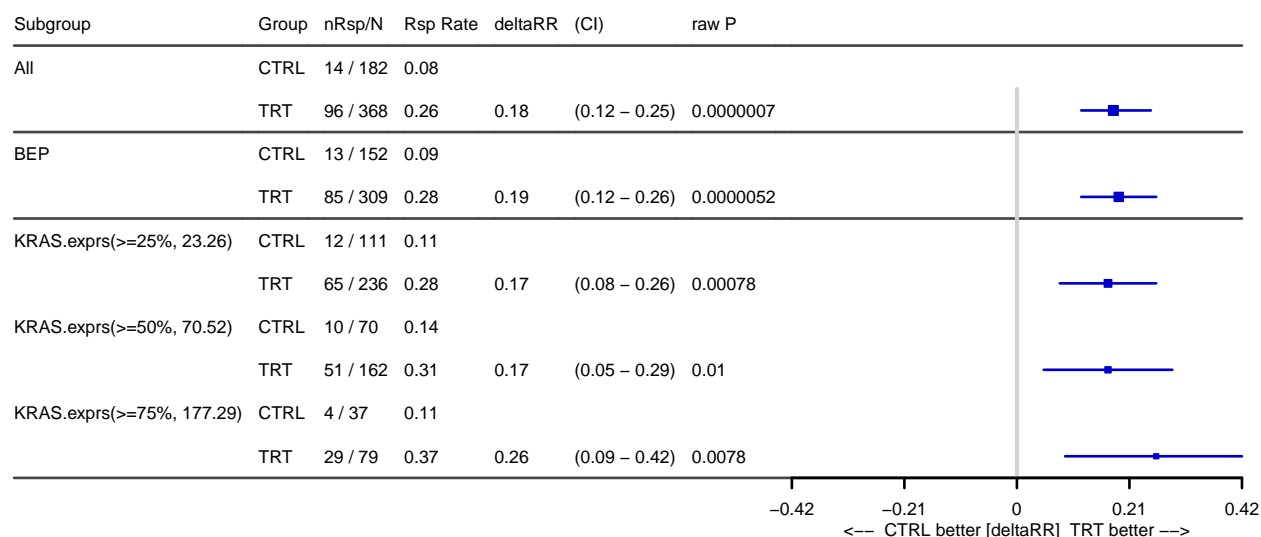 Subgroup Group nRsp/N Rsp Rate deltaRR (CI) raw P
All CTRL 14 / 182 0.08
TRT 96 / 368 0.26 0.18 (0.12 − 0.25) 0.0000007
BEP CTRL 13 / 152 0.09
TRT 85 / 309 0.28 0.19 (0.12 − 0.26) 0.0000052
KRAS.exprs(>=25%, 23.26) CTRL 12 / 111 0.11
TRT 65 / 236 0.28 0.17 (0.08 − 0.26) 0.00078
KRAS.exprs(>=50%, 70.52) CTRL 10 / 70 0.14
TRT 51 / 162 0.31 0.17 (0.05 − 0.29) 0.01
KRAS.exprs(>=75%, 177.29) CTRL 4 / 37 0.11
TRT 29 / 79 0.37 0.26 (0.09 − 0.42) 0.0078
−0.42 −0.21 0 0.21 0.42
<−− CTRL better [deltaRR] TRT better −−>